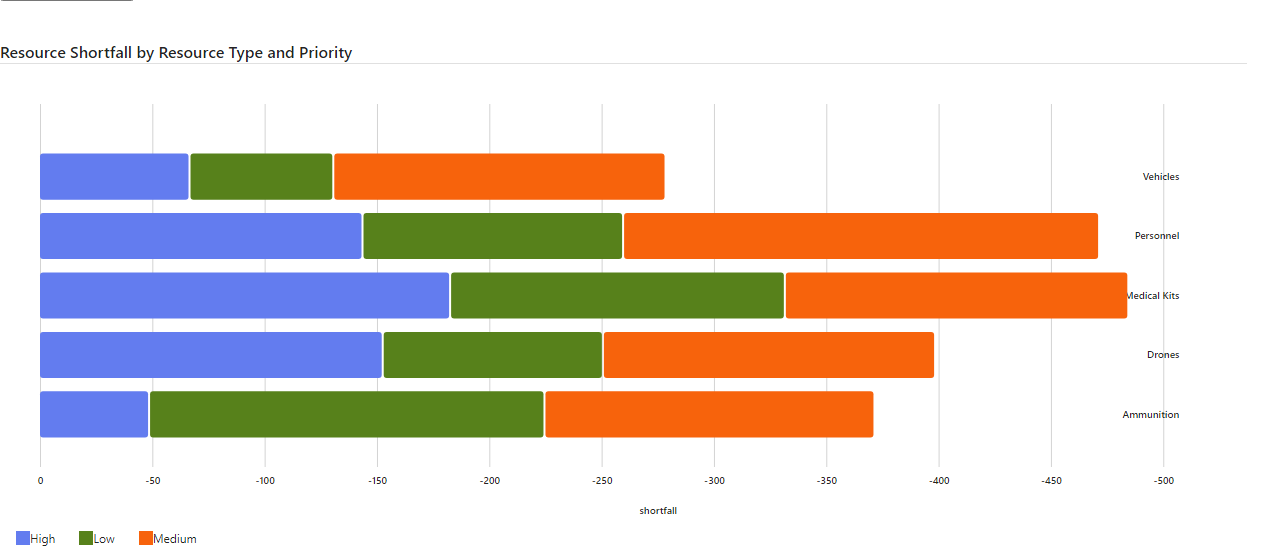 Resource Shortfall by Resource Type and Priority
Vehicles
Personnel
Medical Kits
Drones
Ammunition
0 -50 -100 -150 -200 -250 -300 -350 -400 -450 -500
shortfall
High Low Medium